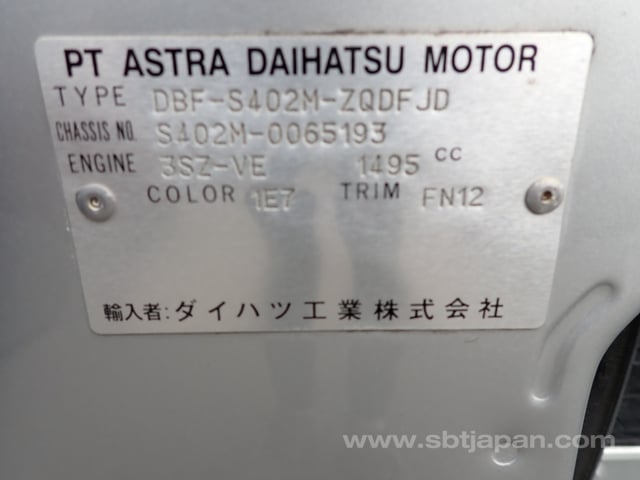 PT ASTRA DAIHATSU MOTOR
TYPE DBF-S402M-ZQDFJD
CHASSIS NO. S402M-0065193
ENGINE 3SZ-VE 1495 cc
COLOR 1E7 TRIM FN12
輸入者:ダイハツ工業株式会社
www.sbtjapan.com